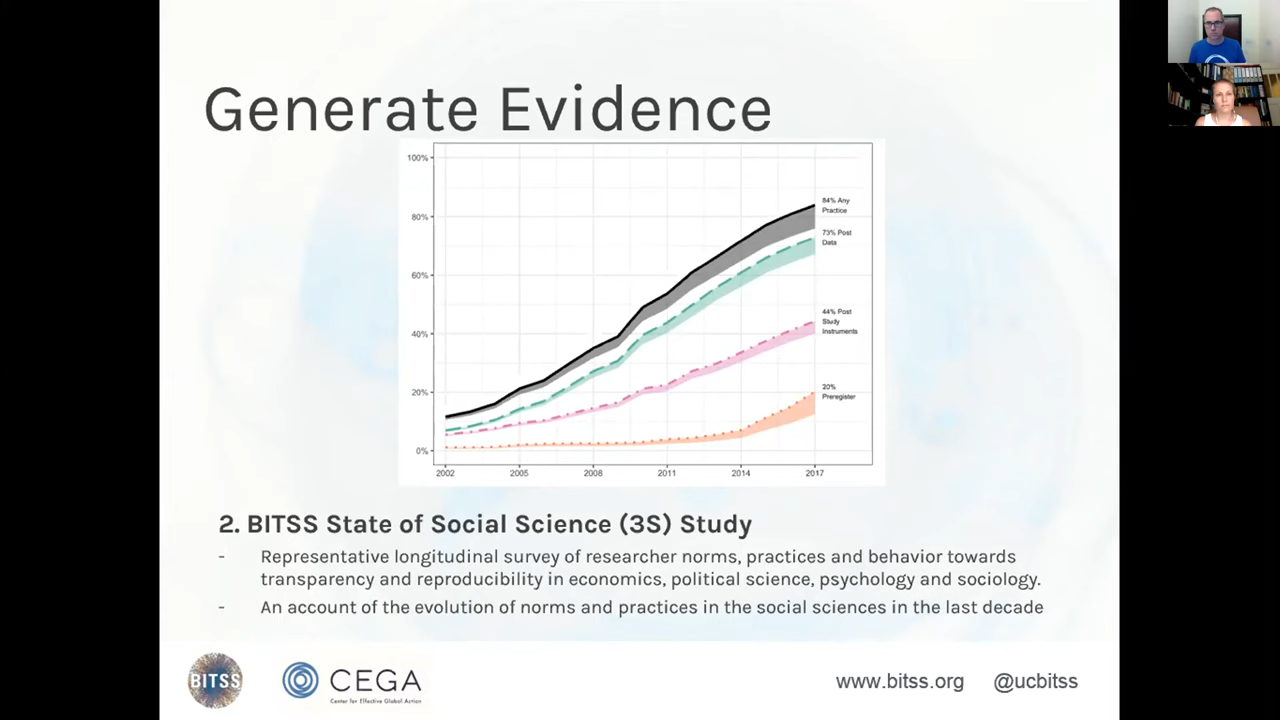 Generate Evidence
100%
80%
60%
40%
20%
0%
2002
2005
2008
2011
2014
2017
84% Any
Practice
73% Post
Data
44% Post
Study
Instruments
20%
Preregister
2. BITSS State of Social Science (3S) Study
- Representative longitudinal survey of researcher norms, practices and behavior towards
transparency and reproducibility in economics, political science, psychology and sociology.
- An account of the evolution of norms and practices in the social sciences in the last decade
BITSS
CEGA
Center for Effective Global Action
www.bitss.org
@ucbitss